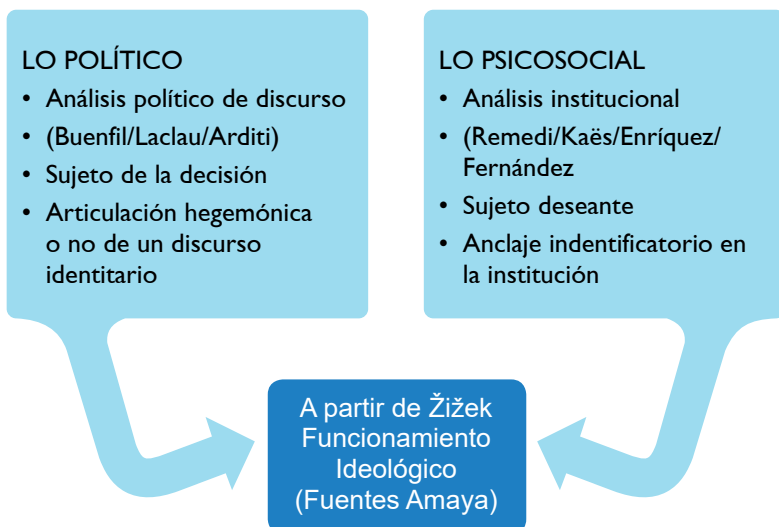 LO POLÍTICO
• Análisis político de discurso
• (Buenfil/Laclau/Arditi)
• Sujeto de la decisión
• Articulación hegemónica
o no de un discurso
identitario
LO PSICOSOCIAL
• Análisis institucional
• (Remedi/Kaës/Enríquez/
Fernández
• Sujeto deseante
• Anclaje indentificatorio en
la institución
A partir de Žižek
Funcionamiento
Ideológico
(Fuentes Amaya)